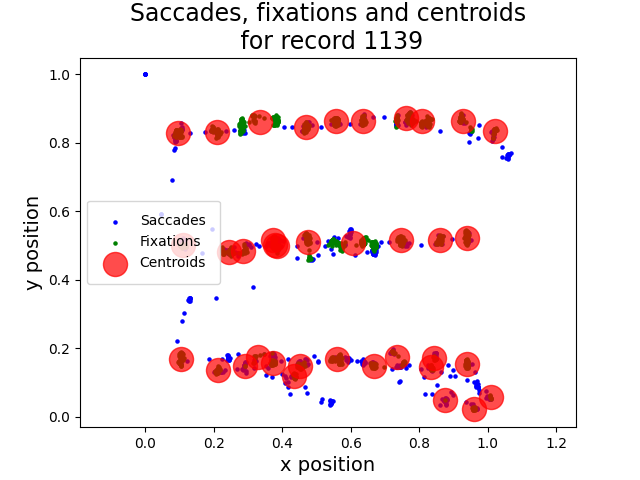 Saccades, fixations and centroids
for record 1139
1.0
0.8
0.6
0.4
0.2
0.0
y position
Saccades
Fixations
Centroids
0.0 0.2 0.4 0.6 0.8 1.0 1.2
x position